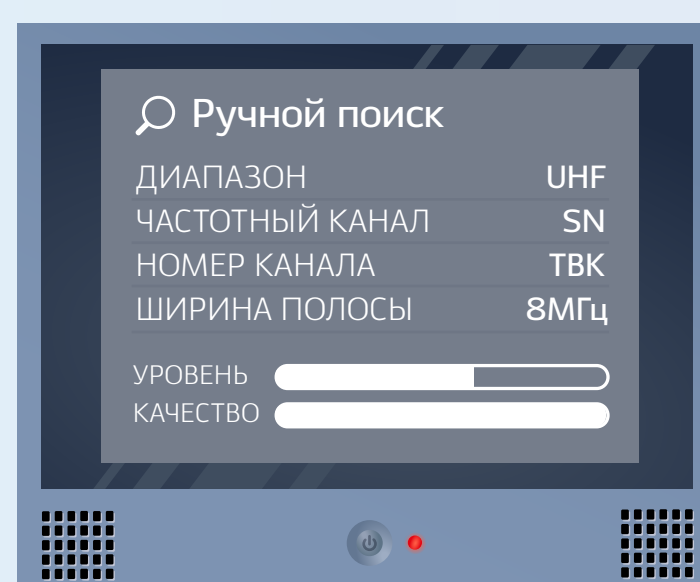 Ручной поиск
ДИАПАЗОН UHF
ЧАСТОТНЫЙ КАНАЛ SN
НОМЕР КАНАЛА ТВК
ШИРИНА ПОЛОСЫ 8МГц
УРОВЕНЬ
КАЧЕСТВО